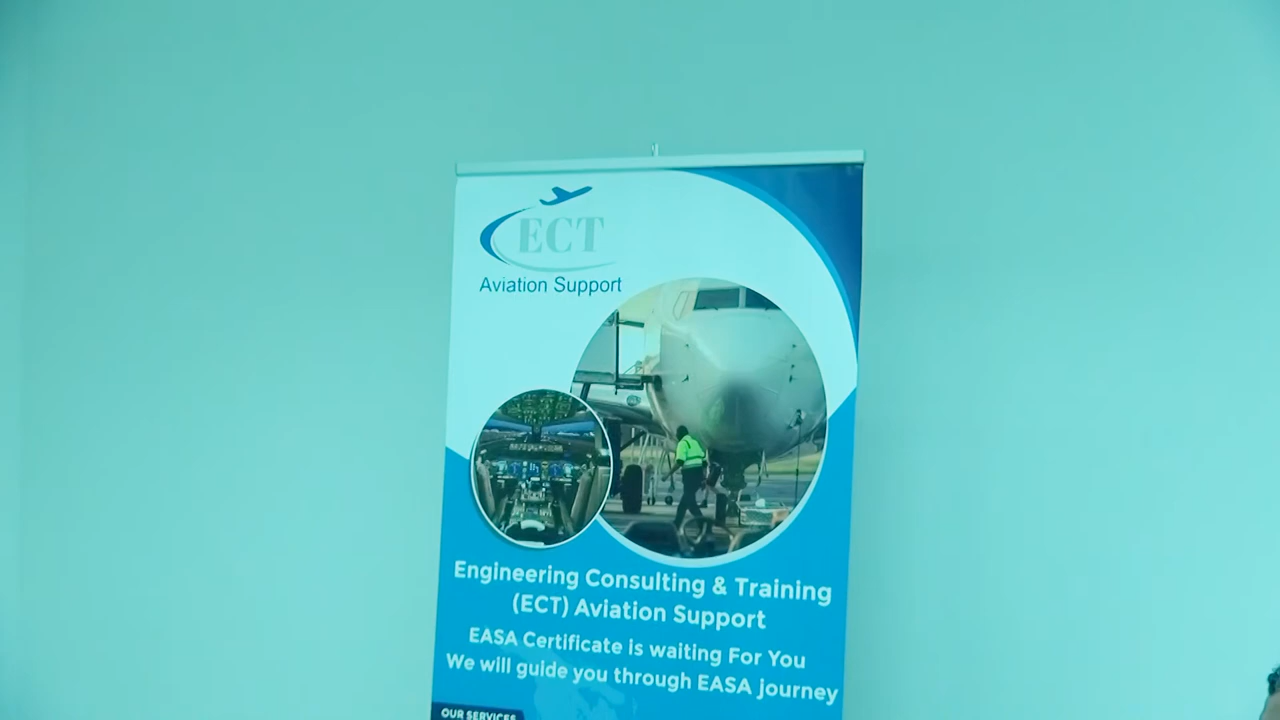 ECT
Aviation Support
Engineering Consulting & Training
(ECT) Aviation Support
EASA Certificate is waiting For You
We will guide you through EASA journey
OUR SERVICES